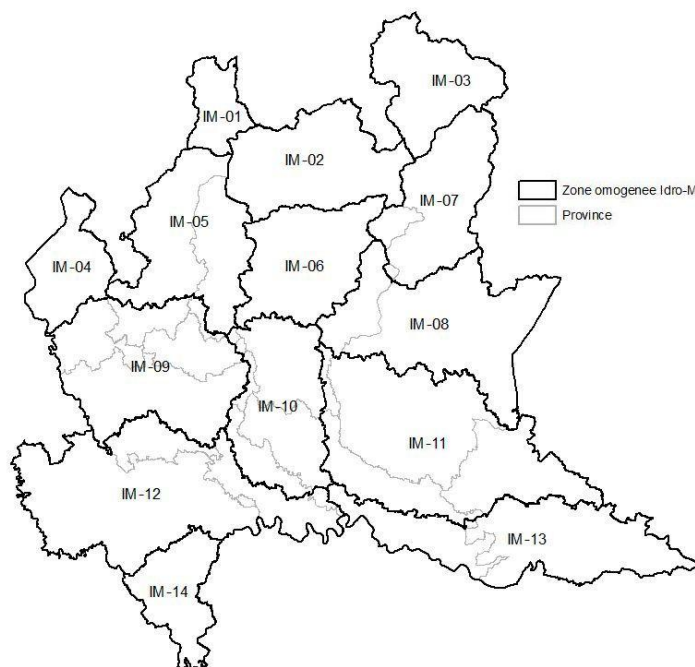 IM-03
IM-01
IM-02
IM-07
Zone omogenee Idro-M
Province
IM-05
IM-04
IM-06
IM-08
IM-09
IM-10
IM-11
IM-12
IM-13
IM-14